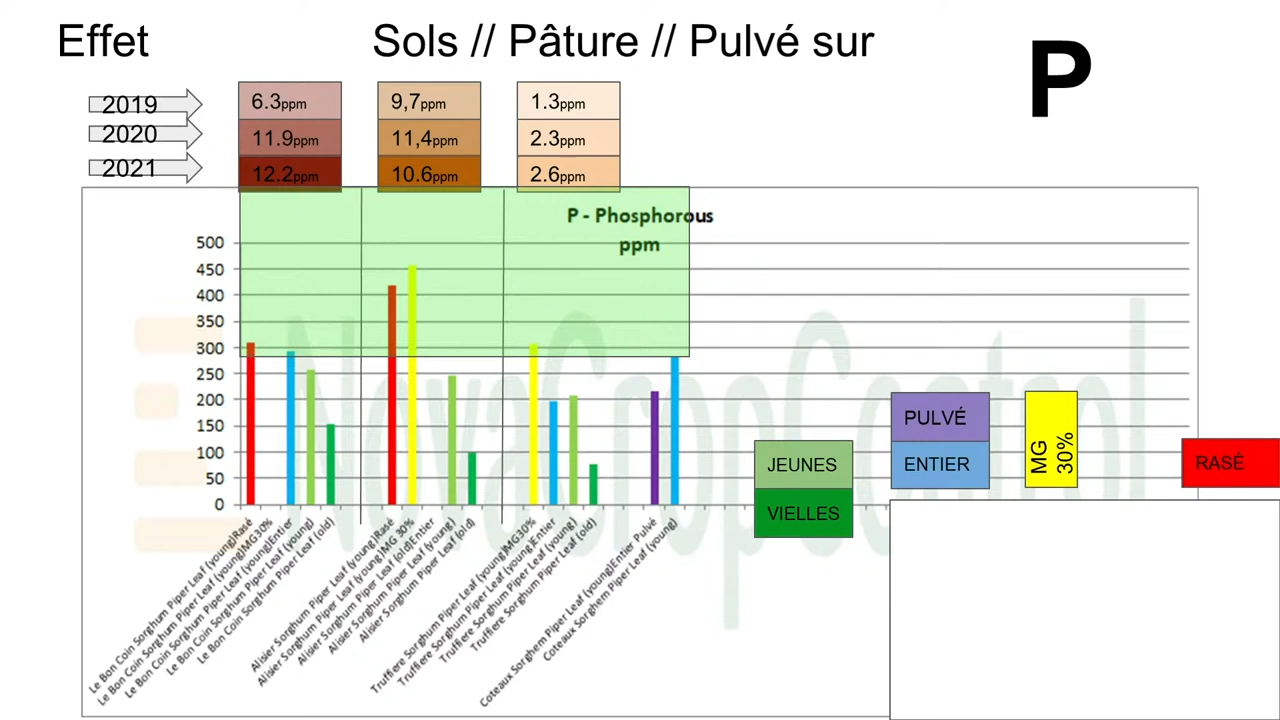 Effet Sols // Pâture // Pulvé sur P
2019 6.3ppm 9,7ppm 1.3ppm
2020 11.9ppm 11,4ppm 2.3ppm
2021 12.2ppm 10.6ppm 2.6ppm
P - Phosphorous
ppm
500
450
400
350
300
250
200
150
100
50
0
NovaCropControl
JEUNES
VIELLES
PULVÉ
ENTIER
MG
30%
RASÉ
Le Bon Coin Sorghum Piper Leaf (young)Rasé
Le Bon Coin Sorghum Piper Leaf (young)MG30%
Le Bon Coin Sorghum Piper Leaf (young)Entier
Le Bon Coin Sorghum Piper Leaf (young)
Le Bon Coin Sorghum Piper Leaf (old)
Alisier Sorghum Piper Leaf (young)Rasé
Alisier Sorghum Piper Leaf (young)MG 30%
Alisier Sorghum Piper Leaf (old)Entier
Alisier Sorghum Piper Leaf (young)
Alisier Sorghum Piper Leaf (old)
Truffiere Sorghum Piper Leaf (young)MG30%
Truffiere Sorghum Piper Leaf (young)Entier
Truffiere Sorghum Piper Leaf (young)
Truffiere Sorghum Piper Leaf (old)
Coteaux Sorghem Piper Leaf (young)Entier Pulvé
Coteaux Sorghem Piper Leaf (young)